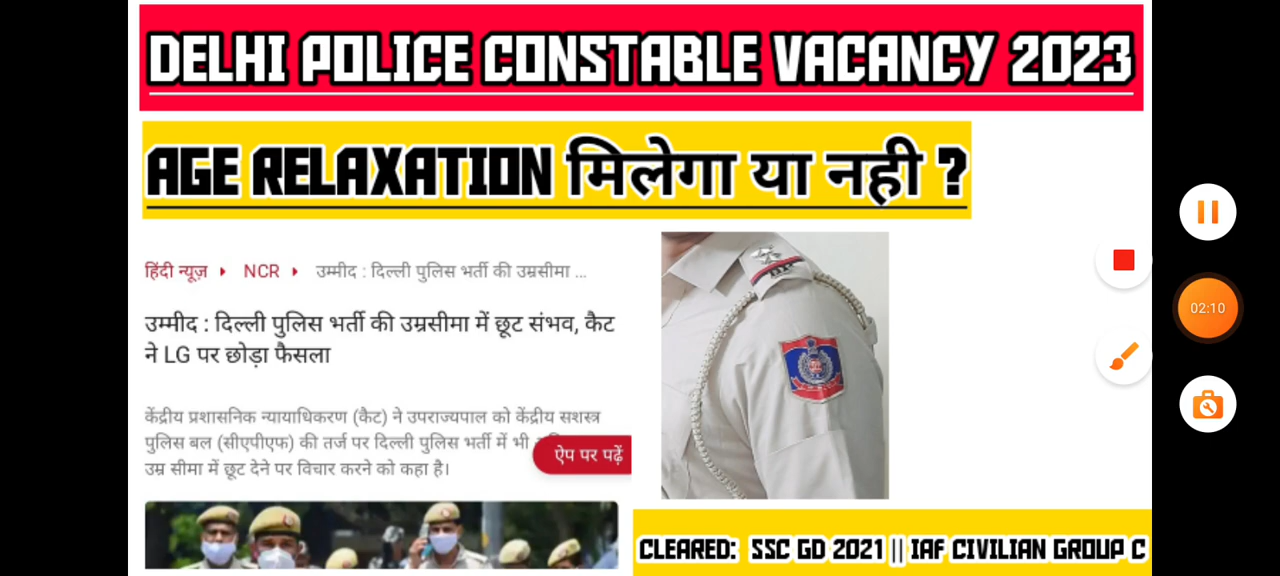 DELHI POLICE CONSTABLE VACANCY 2023
AGE RELAXATION मिलेगा या नही ?
हिंदी न्यूज़ NCR उम्मीद : दिल्ली पुलिस भर्ती की उम्रसीमा ...
उम्मीद : दिल्ली पुलिस भर्ती की उम्रसीमा में छूट संभव, कैट
ने LG पर छोड़ा फैसला
केंद्रीय प्रशासनिक न्यायाधिकरण (कैट) ने उपराज्यपाल को केंद्रीय सशस्त्र
पुलिस बल (सीएपीएफ) की तर्ज पर दिल्ली पुलिस भर्ती में भी
ऐप पर पढ़ें
उम्र सीमा में छूट देने पर विचार करने को कहा है।
CLEARED: SSC GD 2021 || IAF CIVILIAN GROUP C
02:10